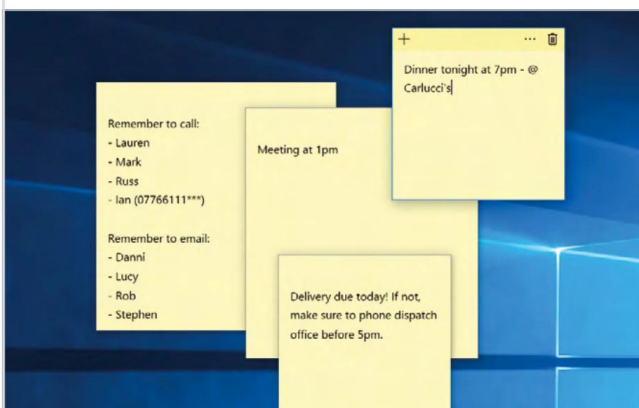 Remember to call:
- Lauren
- Mark
- Russ
- Ian (07766111***)
Remember to email:
- Danni
- Lucy
- Rob
- Stephen
Meeting at 1pm
Dinner tonight at 7pm - @
Carlucci's
Delivery due today! If not,
make sure to phone dispatch
office before 5pm.